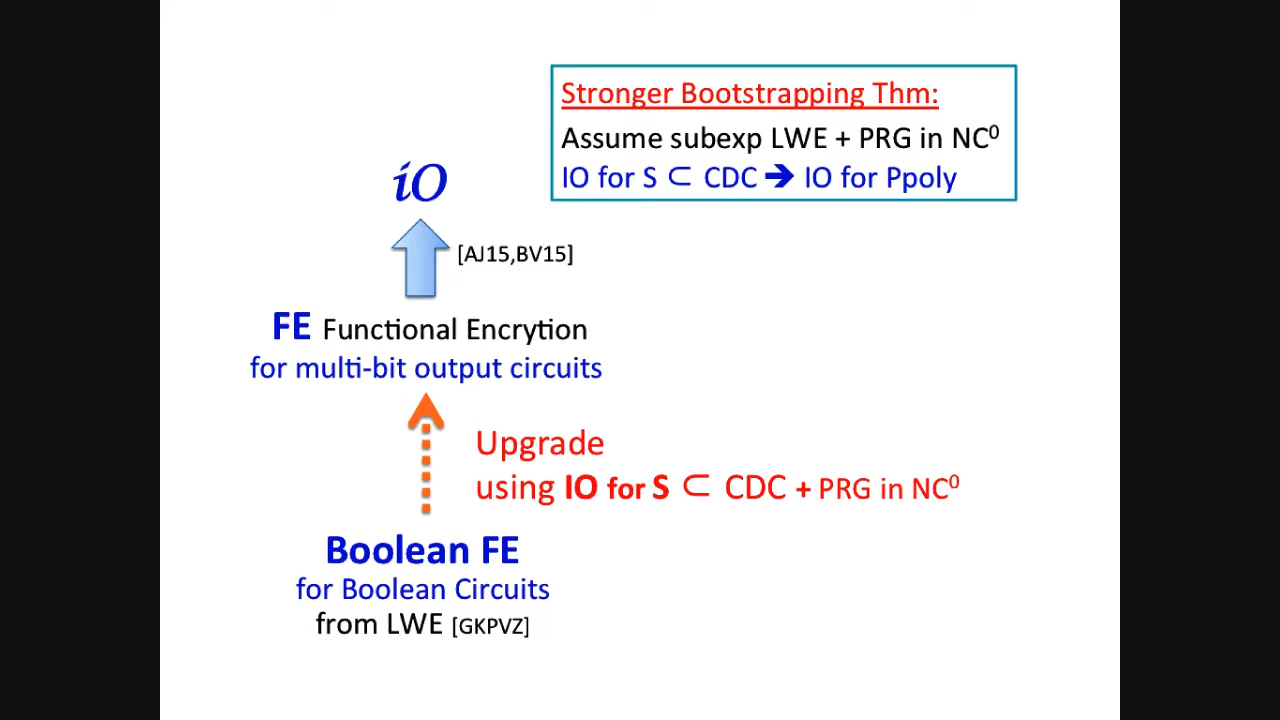 Stronger Bootstrapping Thm:
Assume subexp LWE + PRG in NC⁰
IO for S ⊂ CDC ➔ IO for Ppoly
iO
[AJ15,BV15]
FE Functional Encrytion
for multi-bit output circuits
Upgrade
using IO for S ⊂ CDC + PRG in NC⁰
Boolean FE
for Boolean Circuits
from LWE [GKPVZ]